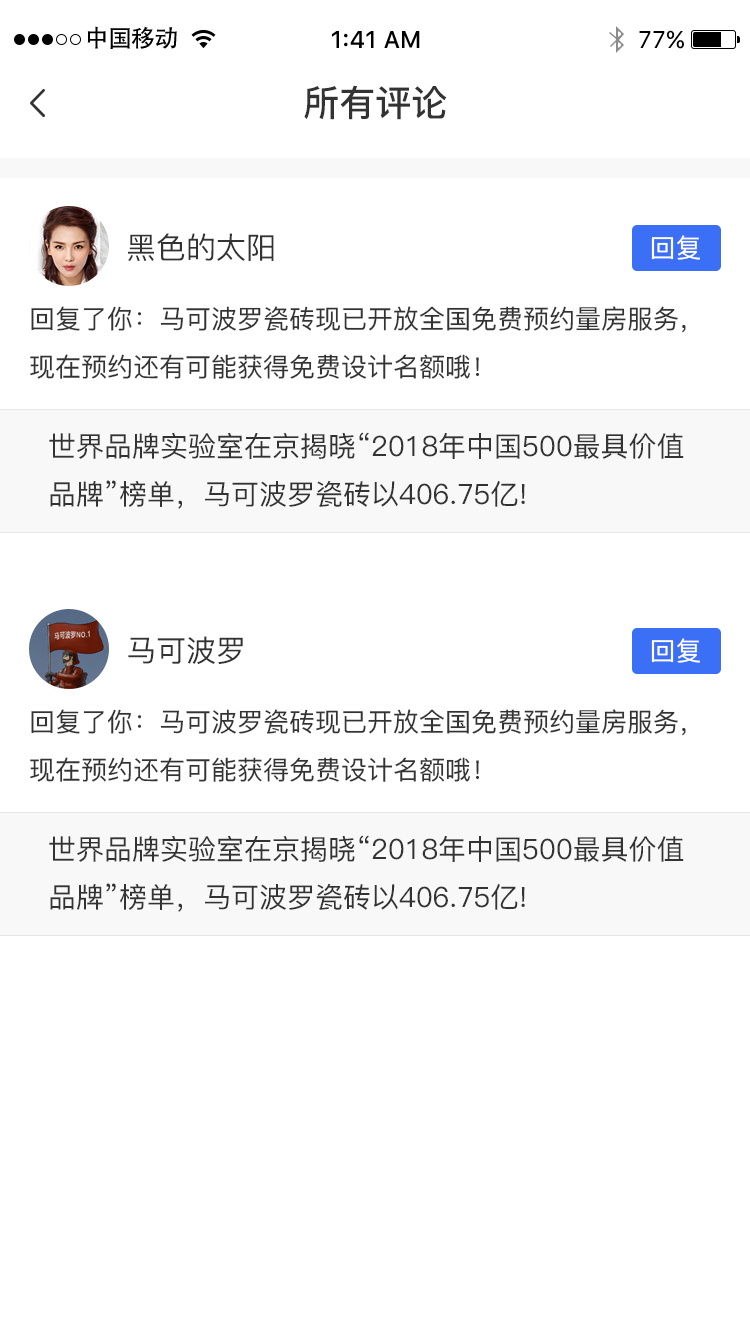 中国移动
1:41 AM
77%
所有评论
黑色的太阳
回复
回复了你：马可波罗瓷砖现已开放全国免费预约量房服务，
现在预约还有可能获得免费设计名额哦！
世界品牌实验室在京揭晓“2018年中国500最具价值
品牌”榜单，马可波罗瓷砖以406.75亿!
马可波罗NO.1
马可波罗
回复
回复了你：马可波罗瓷砖现已开放全国免费预约量房服务，
现在预约还有可能获得免费设计名额哦！
世界品牌实验室在京揭晓“2018年中国500最具价值
品牌”榜单，马可波罗瓷砖以406.75亿!